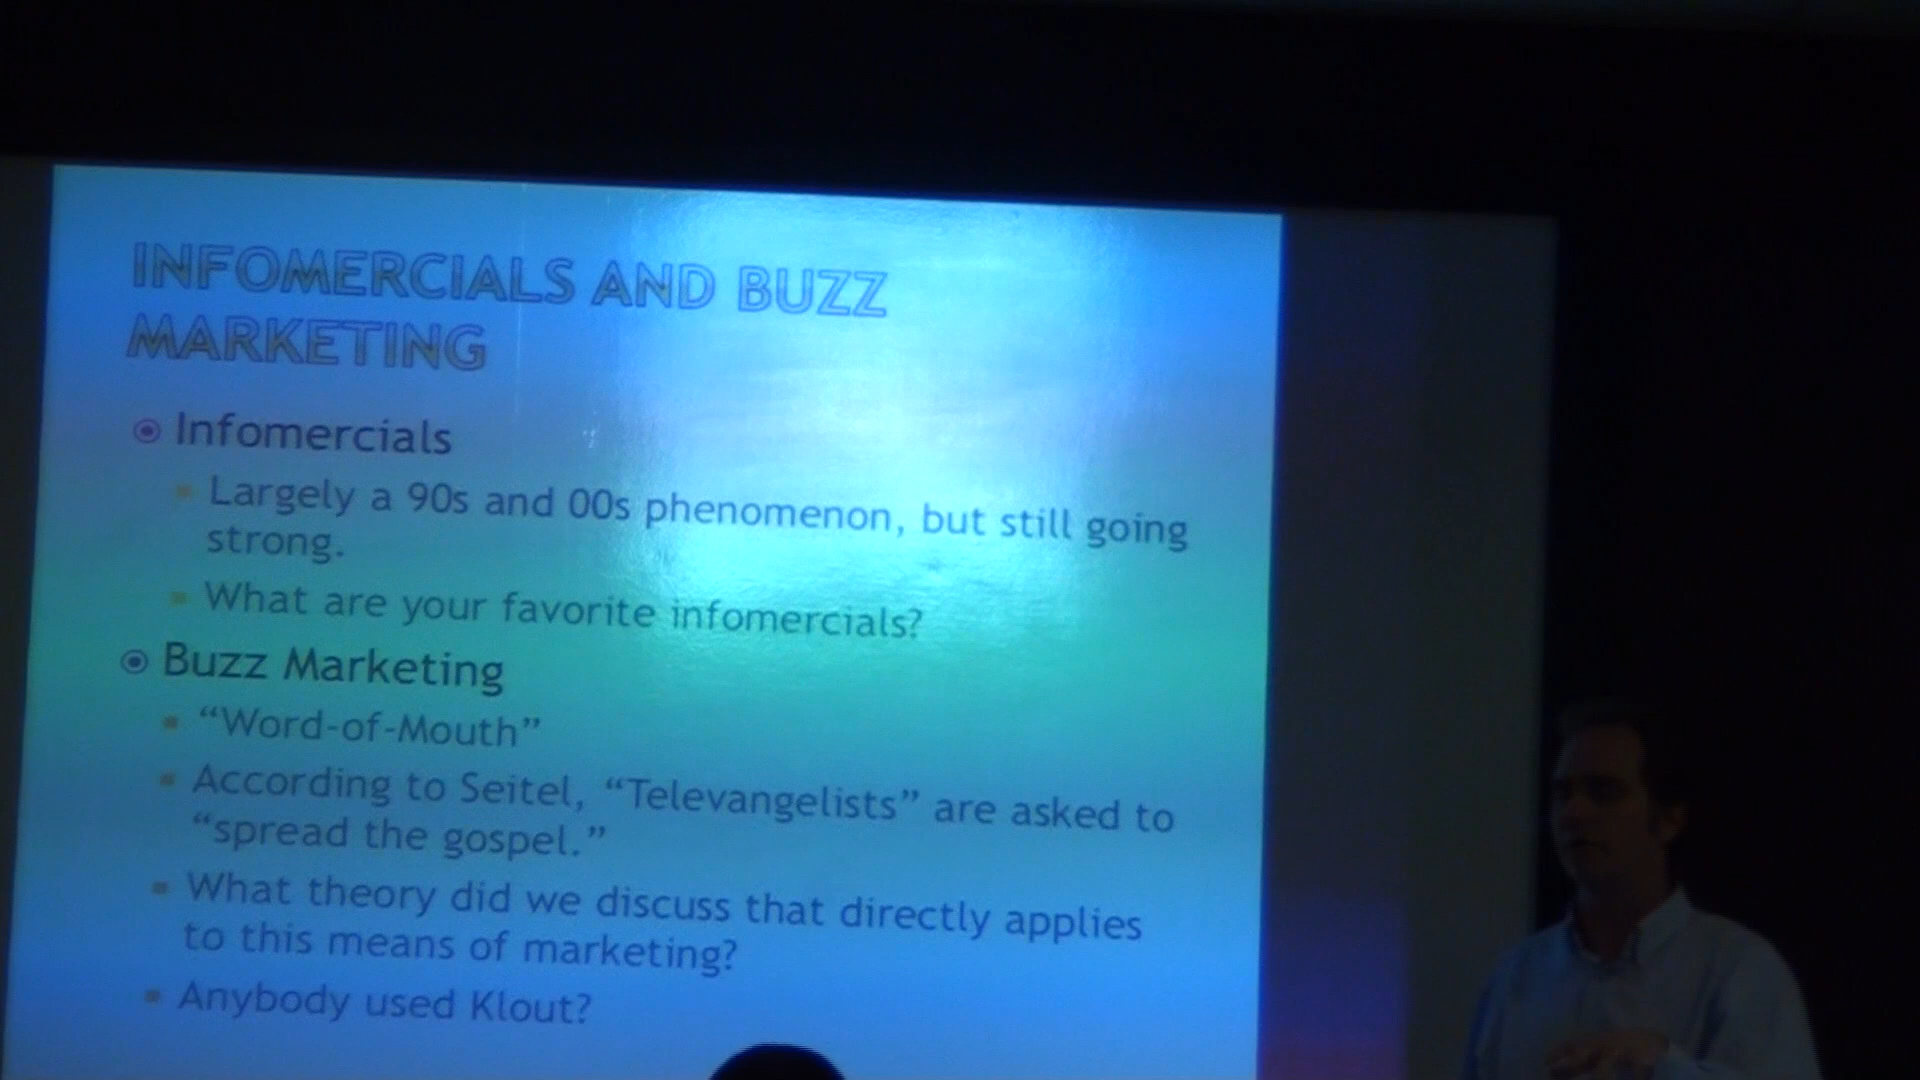 INFOMERCIALS AND BUZZ
MARKETING
Infomercials
Largely a 90s and 00s phenomenon, but still going
strong.
What are your favorite infomercials?
Buzz Marketing
“Word-of-Mouth”
According to Seitel, “Televangelists” are asked to
“spread the gospel.”
What theory did we discuss that directly applies
to this means of marketing?
Anybody used Klout?